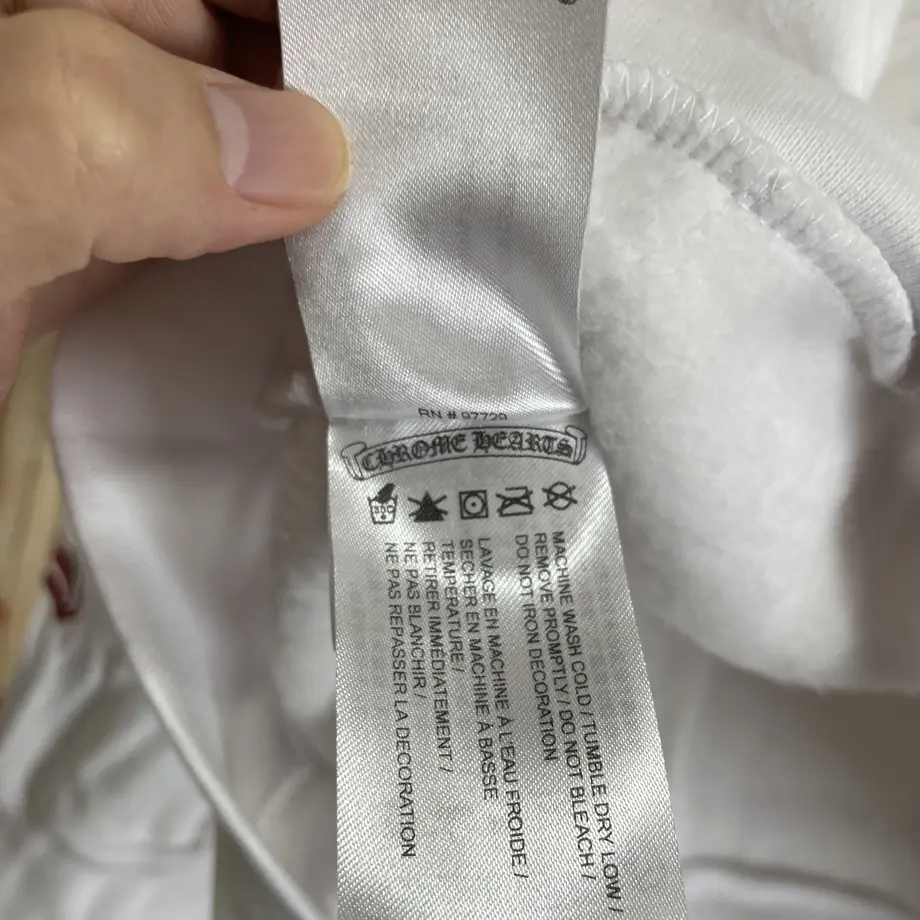 RN # 97729
CHROME HEARTS
MACHINE WASH COLD / TUMBLE DRY LOW /
REMOVE PROMPTLY / DO NOT BLEACH /
DO NOT IRON DECORATION
LAVAGE EN MACHINE À L'EAU FROIDE /
SECHER EN MACHINE À BASSE
TEMPERATURE /
RETIRER IMMÉDIATEMENT /
NE PAS BLANCHIR /
NE PAS REPASSER LA DECORATION